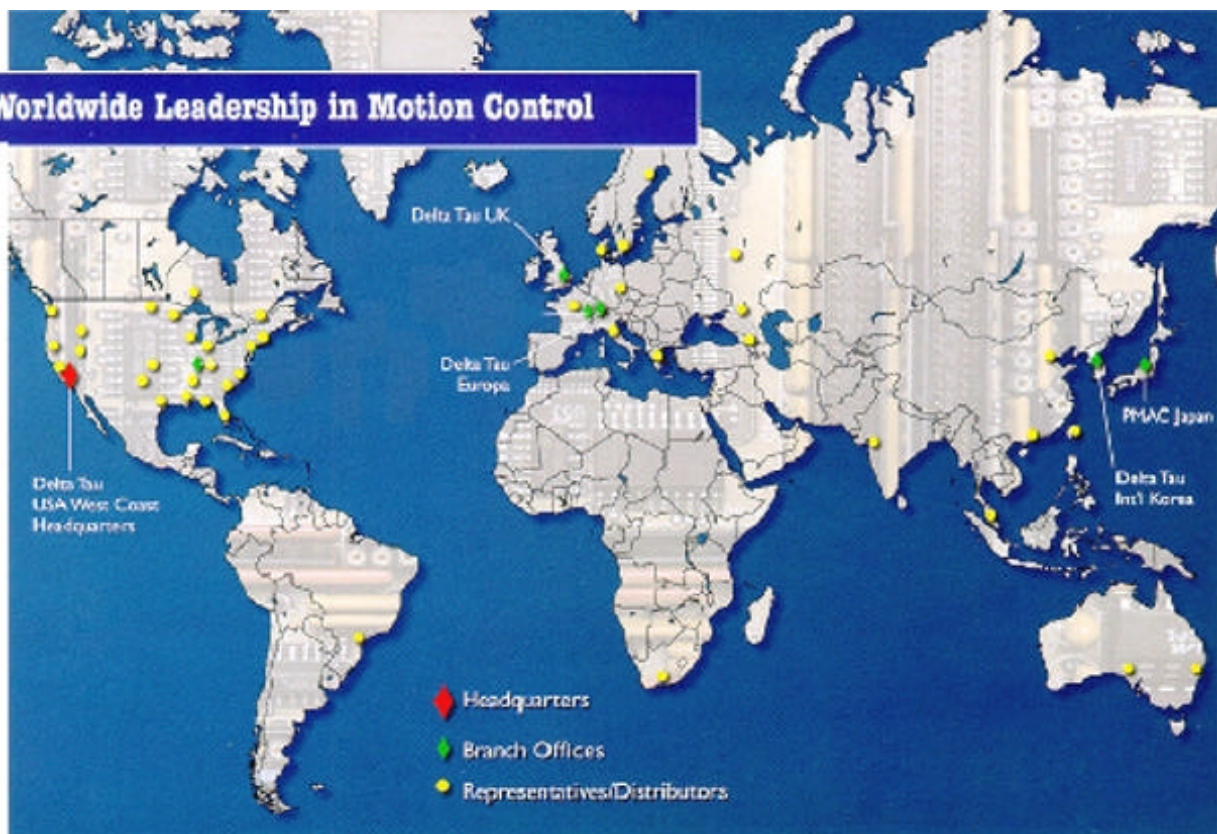 Worldwide Leadership in Motion Control
Delta Tau UK
Delta Tau
Europa
PMAC Japan
Delta Tau
Int'l Korea
Delta Tau
USA West Coast
Headquarters
Headquarters
Branch Offices
Representatives/Distributors